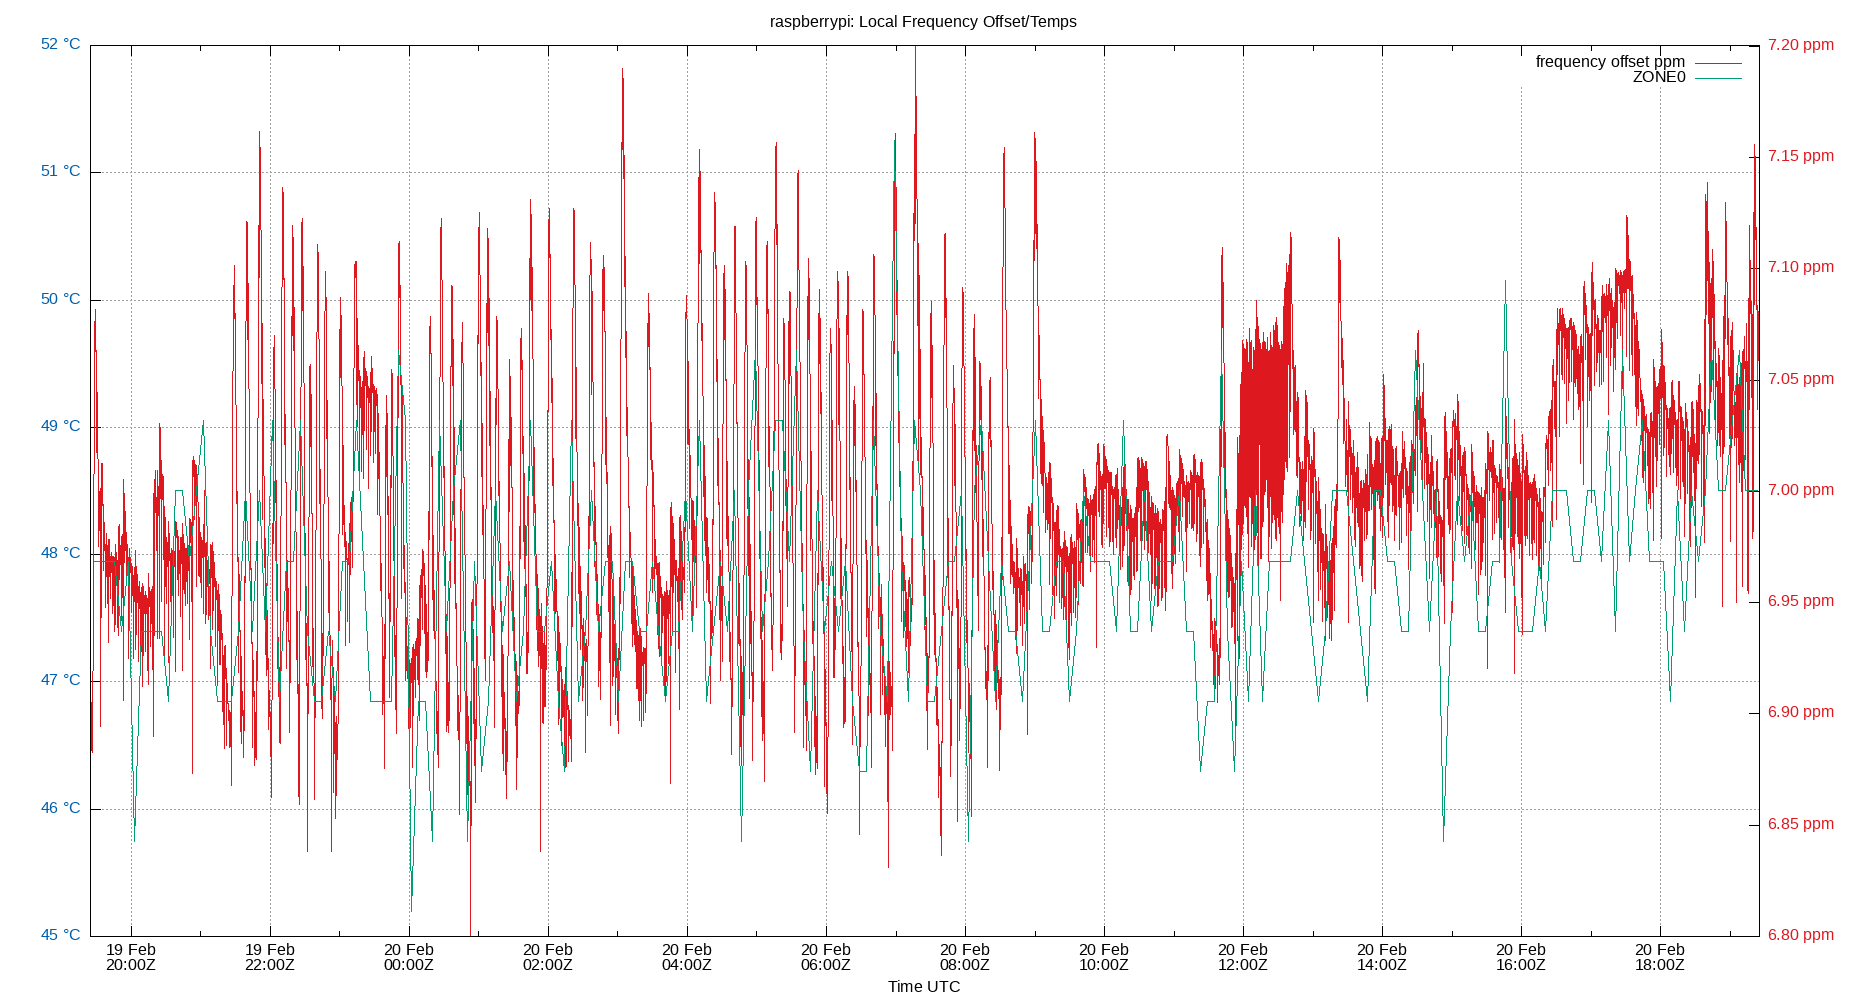 raspberrypi: Local Frequency Offset/Temps
52 °C
51 °C
50 °C
49 °C
48 °C
47 °C
46 °C
45 °C
7.20 ppm
7.15 ppm
7.10 ppm
7.05 ppm
7.00 ppm
6.95 ppm
6.90 ppm
6.85 ppm
6.80 ppm
frequency offset ppm
ZONE0
19 Feb
20:00Z
19 Feb
22:00Z
20 Feb
00:00Z
20 Feb
02:00Z
20 Feb
04:00Z
20 Feb
06:00Z
20 Feb
08:00Z
20 Feb
10:00Z
20 Feb
12:00Z
20 Feb
14:00Z
20 Feb
16:00Z
20 Feb
18:00Z
Time UTC